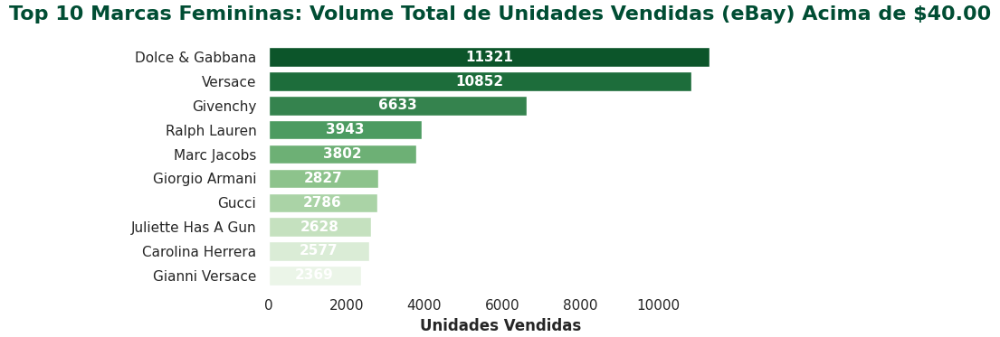 Top 10 Marcas Femininas: Volume Total de Unidades Vendidas (eBay) Acima de $40.00
Dolce & Gabbana 11321
Versace 10852
Givenchy 6633
Ralph Lauren 3943
Marc Jacobs 3802
Giorgio Armani 2827
Gucci 2786
Juliette Has A Gun 2628
Carolina Herrera 2577
Gianni Versace 2369
0 2000 4000 6000 8000 10000
Unidades Vendidas